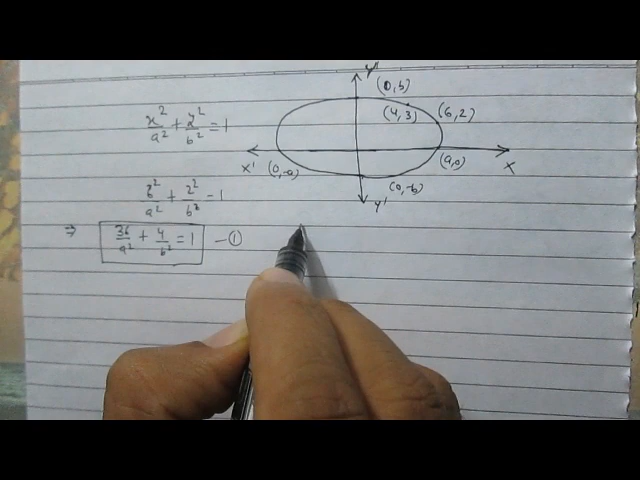 Y
(0,b)
(4,3) (6,2)
x²/a² + y²/b² = 1
X' (0,-a) (a,0) X
(0,-b)
Y'
6²/a² + 2²/b² = 1
⇒ 36/a² + 4/b² = 1 —①